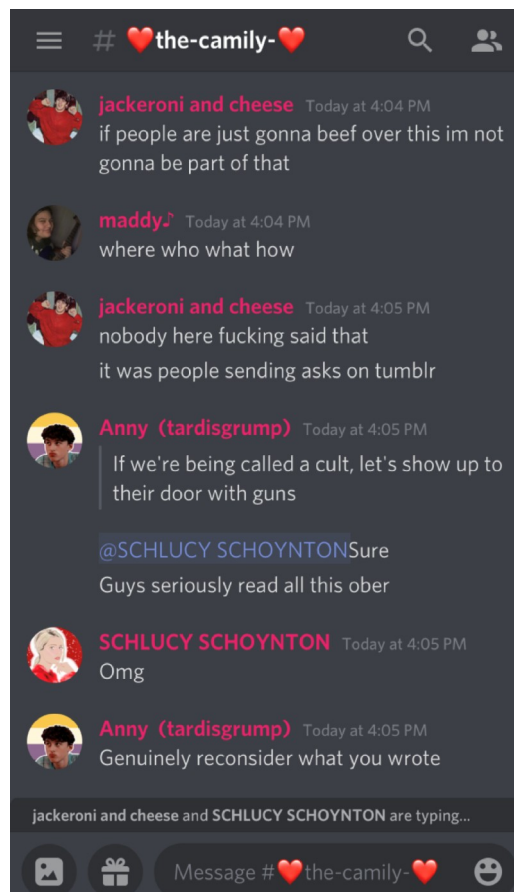 # ❤️the-camily-❤️
jackeroni and cheese Today at 4:04 PM
if people are just gonna beef over this im not
gonna be part of that
maddy♪ Today at 4:04 PM
where who what how
jackeroni and cheese Today at 4:05 PM
nobody here fucking said that
it was people sending asks on tumblr
Anny (tardisgrump) Today at 4:05 PM
If we're being called a cult, let's show up to
their door with guns
@SCHLUCY SCHOYNTONSure
Guys seriously read all this ober
SCHLUCY SCHOYNTON Today at 4:05 PM
Omg
Anny (tardisgrump) Today at 4:05 PM
Genuinely reconsider what you wrote
jackeroni and cheese and SCHLUCY SCHOYNTON are typing...
Message #❤️the-camily-❤️